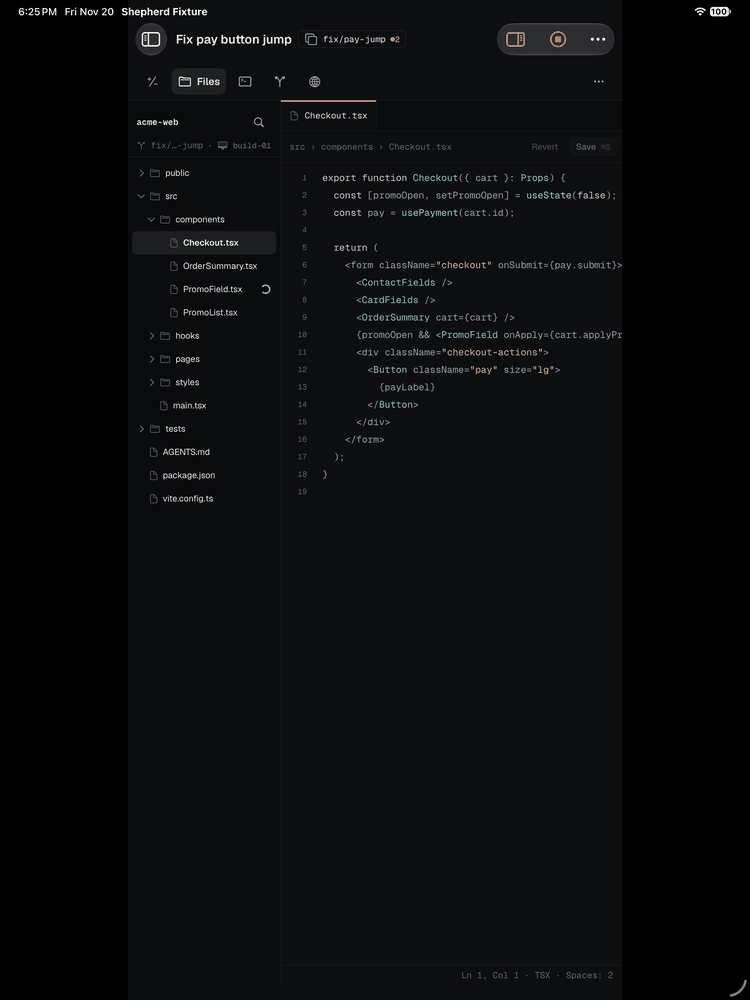 6:25 PM Fri Nov 20 Shepherd Fixture
100
Fix pay button jump
fix/pay-jump
2
Files
acme-web
fix/…-jump · build-01
public
src
components
Checkout.tsx
OrderSummary.tsx
PromoField.tsx
PromoList.tsx
hooks
pages
styles
main.tsx
tests
AGENTS.md
package.json
vite.config.ts
Checkout.tsx
src › components › Checkout.tsx
Revert
Save ⌘S
1 export function Checkout({ cart }: Props) {
2 const [promoOpen, setPromoOpen] = useState(false);
3 const pay = usePayment(cart.id);
4
5 return (
6 <form className="checkout" onSubmit={pay.submit}>
7 <ContactFields />
8 <CardFields />
9 <OrderSummary cart={cart} />
10 {promoOpen && <PromoField onApply={cart.applyPr
11 <div className="checkout-actions">
12 <Button className="pay" size="lg">
13 {payLabel}
14 </Button>
15 </div>
16 </form>
17 );
18 }
19
Ln 1, Col 1 · TSX · Spaces: 2